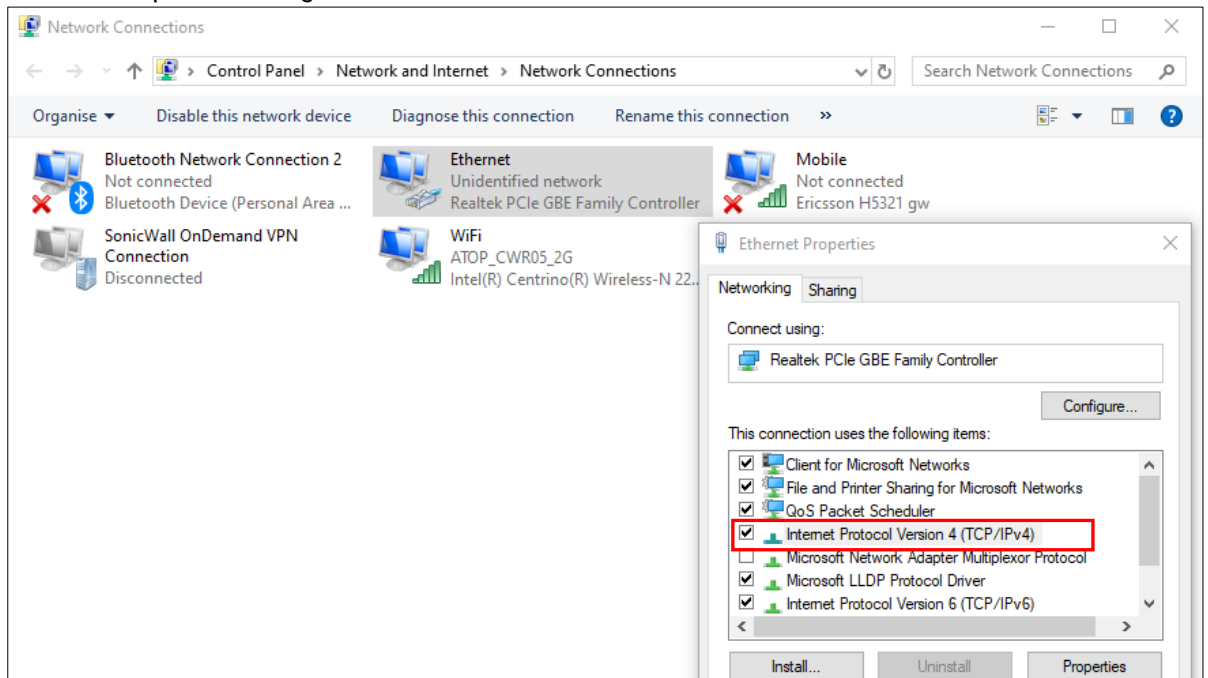 Network Connections
Control Panel > Network and Internet > Network Connections
Search Network Connections
Organise
Disable this network device
Diagnose this connection
Rename this connection
»
Bluetooth Network Connection 2
Not connected
Bluetooth Device (Personal Area ...
Ethernet
Unidentified network
Realtek PCIe GBE Family Controller
Mobile
Not connected
Ericsson H5321 gw
SonicWall OnDemand VPN
Connection
Disconnected
WiFi
ATOP_CWR05_2G
Intel(R) Centrino(R) Wireless-N 22..
Ethernet Properties
Networking
Sharing
Connect using:
Realtek PCIe GBE Family Controller
Configure...
This connection uses the following items:
Client for Microsoft Networks
File and Printer Sharing for Microsoft Networks
QoS Packet Scheduler
Internet Protocol Version 4 (TCP/IPv4)
Microsoft Network Adapter Multiplexor Protocol
Microsoft LLDP Protocol Driver
Internet Protocol Version 6 (TCP/IPv6)
Install...
Uninstall
Properties